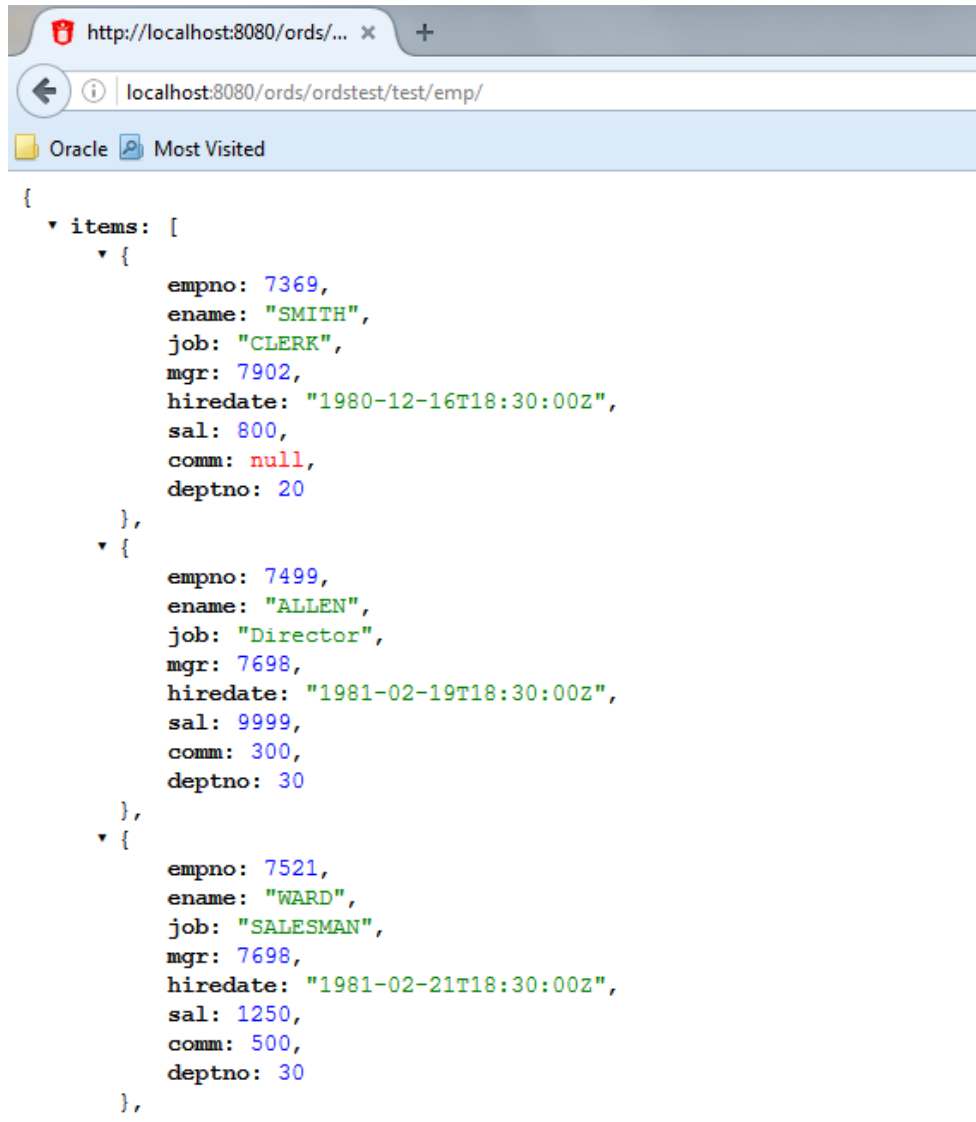 http://localhost:8080/ords/... × +
localhost:8080/ords/ordstest/test/emp/
Oracle Most Visited
{
items: [
{
empno: 7369,
ename: "SMITH",
job: "CLERK",
mgr: 7902,
hiredate: "1980-12-16T18:30:00Z",
sal: 800,
comm: null,
deptno: 20
},
{
empno: 7499,
ename: "ALLEN",
job: "Director",
mgr: 7698,
hiredate: "1981-02-19T18:30:00Z",
sal: 9999,
comm: 300,
deptno: 30
},
{
empno: 7521,
ename: "WARD",
job: "SALESMAN",
mgr: 7698,
hiredate: "1981-02-21T18:30:00Z",
sal: 1250,
comm: 500,
deptno: 30
},